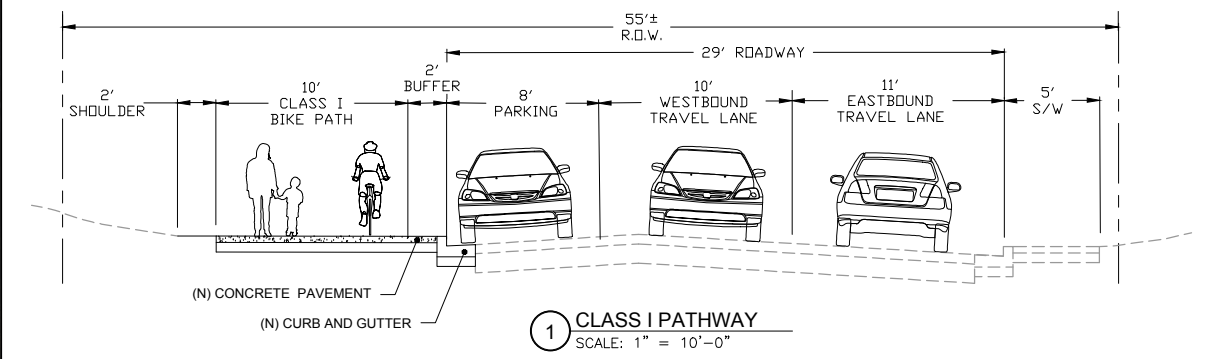 55'±
R.O.W.
29' ROADWAY
2'
SHOULDER
10'
CLASS I
BIKE PATH
2'
BUFFER
8'
PARKING
10'
WESTBOUND
TRAVEL LANE
11'
EASTBOUND
TRAVEL LANE
5'
S/W
(N) CONCRETE PAVEMENT
(N) CURB AND GUTTER
1 CLASS I PATHWAY
SCALE: 1" = 10'-0"